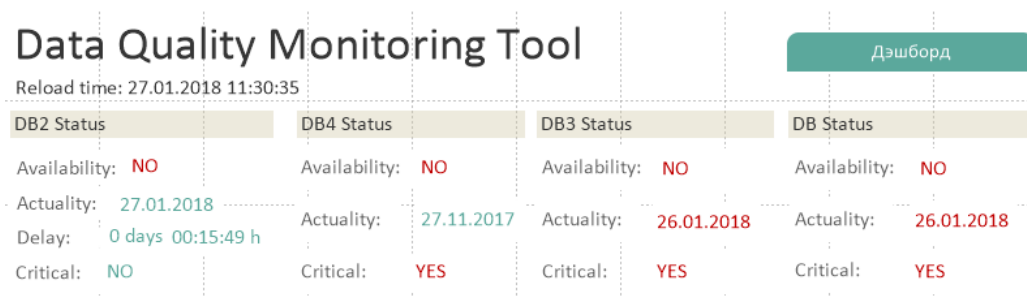 Data Quality Monitoring Tool
Дэшборд
Reload time: 27.01.2018 11:30:35
DB2 Status
Availability: NO
Actuality: 27.01.2018
Delay: 0 days 00:15:49 h
Critical: NO
DB4 Status
Availability: NO
Actuality: 27.11.2017
Critical: YES
DB3 Status
Availability: NO
Actuality: 26.01.2018
Critical: YES
DB Status
Availability: NO
Actuality: 26.01.2018
Critical: YES